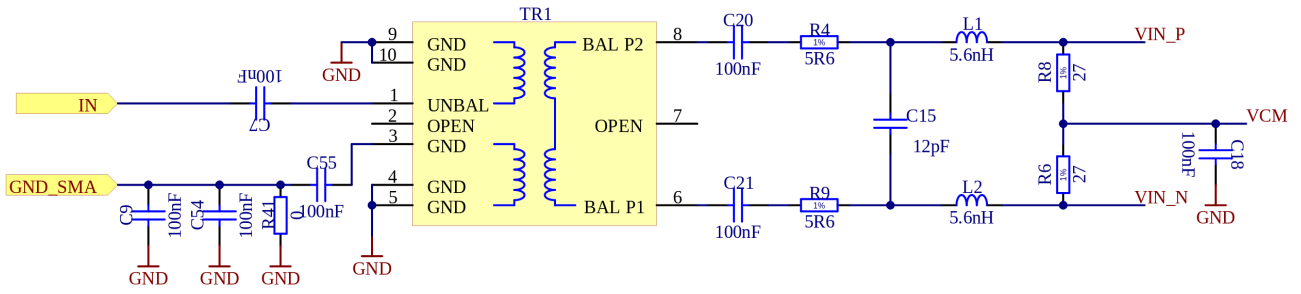 TR1
9
GND
10
GND
GND
C7
100nF
IN
1
UNBAL
2
OPEN
3
GND
4
GND
5
GND
GND
GND_SMA
C9
100nF
GND
C54
100nF
GND
R41
0
GND
C55
100nF
BAL P2
8
OPEN
7
BAL P1
6
C20
100nF
R4
1%
5R6
L1
5.6nH
VIN_P
C15
12pF
R8
1%
27
VCM
C18
100nF
GND
R6
1%
27
C21
100nF
R9
1%
5R6
L2
5.6nH
VIN_N